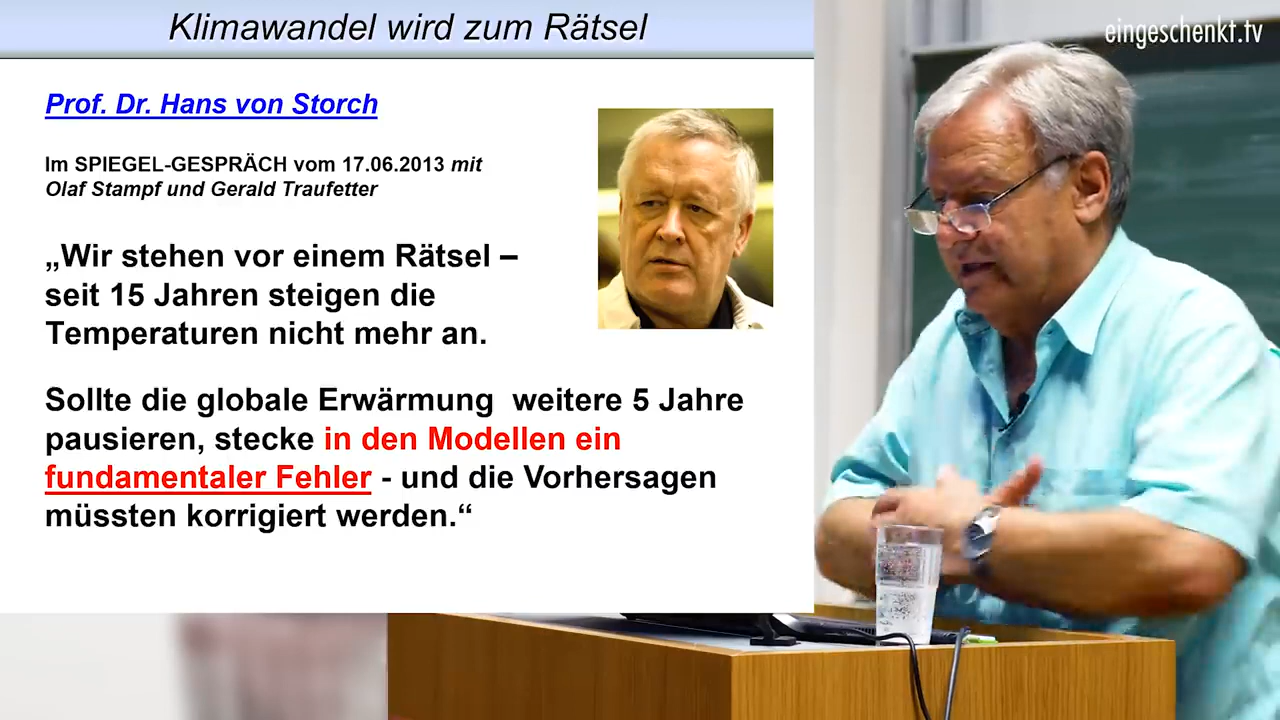 Klimawandel wird zum Rätsel
eingeschenkt.tv
Prof. Dr. Hans von Storch
Im SPIEGEL-GESPRÄCH vom 17.06.2013 mit
Olaf Stampf und Gerald Traufetter
„Wir stehen vor einem Rätsel –
seit 15 Jahren steigen die
Temperaturen nicht mehr an.
Sollte die globale Erwärmung  weitere 5 Jahre
pausieren, stecke in den Modellen ein
fundamentaler Fehler - und die Vorhersagen
müssten korrigiert werden.“